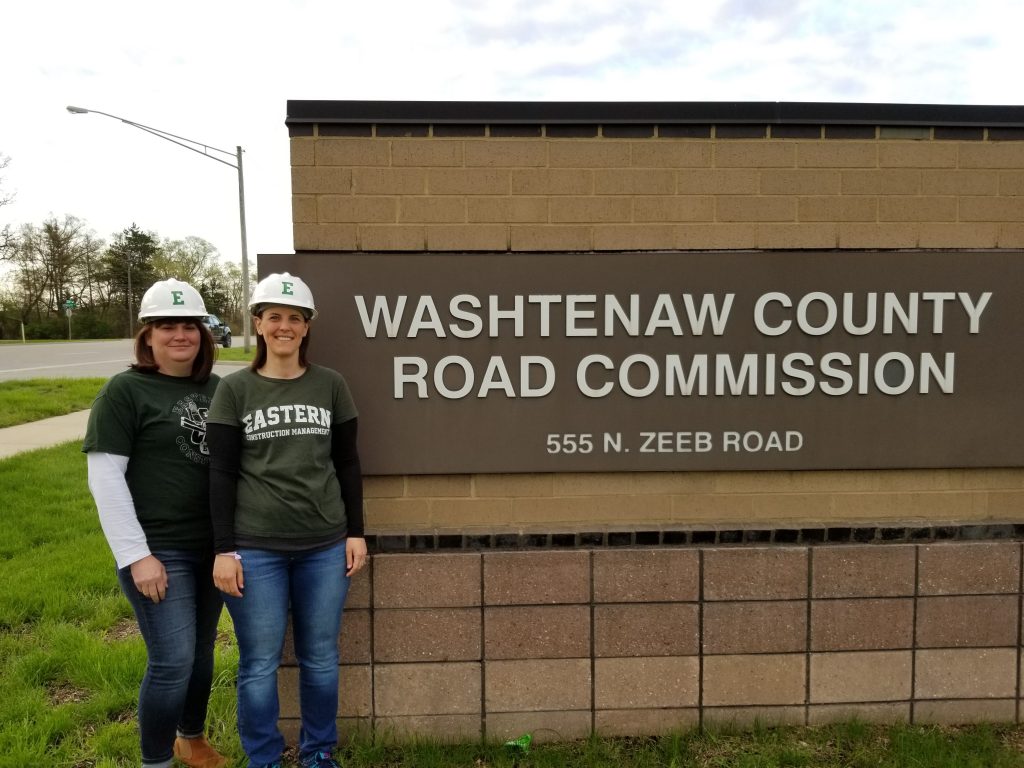 E
E
EASTERN
CONSTRUCTION MANAGEMENT
WASHTENAW COUNTY
ROAD COMMISSION
555 N. ZEEB ROAD